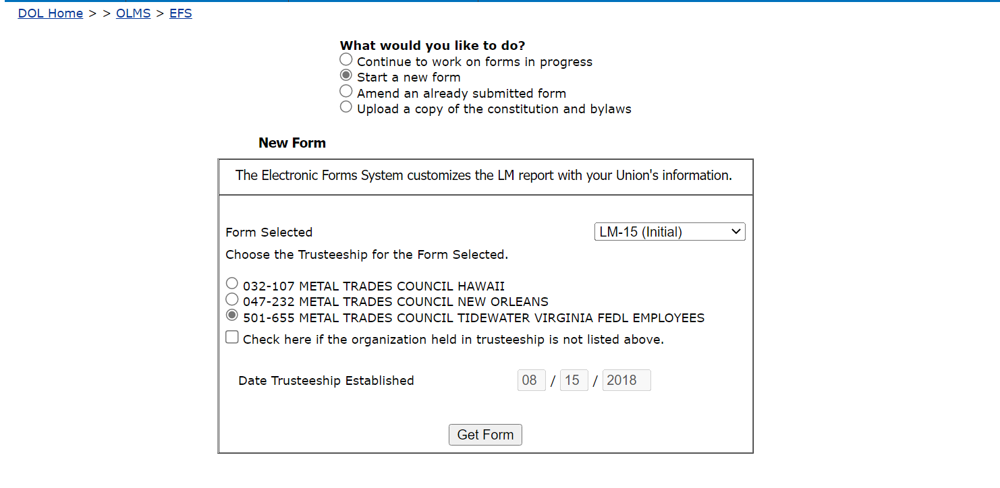 DOL Home > > OLMS > EFS
What would you like to do?
Continue to work on forms in progress
Start a new form
Amend an already submitted form
Upload a copy of the constitution and bylaws
New Form
The Electronic Forms System customizes the LM report with your Union's information.
Form Selected LM-15 (Initial)
Choose the Trusteeship for the Form Selected.
032-107 METAL TRADES COUNCIL HAWAII
047-232 METAL TRADES COUNCIL NEW ORLEANS
501-655 METAL TRADES COUNCIL TIDEWATER VIRGINIA FEDL EMPLOYEES
Check here if the organization held in trusteeship is not listed above.
Date Trusteeship Established 08 / 15 / 2018
Get Form